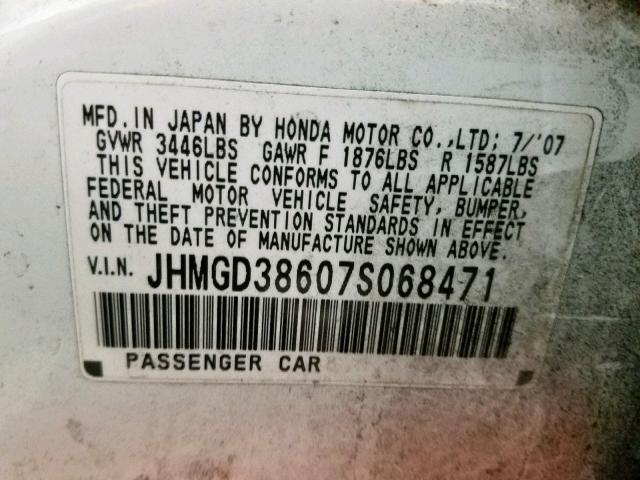 MFD.IN JAPAN BY HONDA MOTOR CO.,LTD; 7/'07
GVWR 3446LBS GAWR F 1876LBS R 1587LBS
THIS VEHICLE CONFORMS TO ALL APPLICABLE
FEDERAL MOTOR VEHICLE SAFETY, BUMPER,
AND THEFT PREVENTION STANDARDS IN EFFECT
ON THE DATE OF MANUFACTURE SHOWN ABOVE.
V.I.N. JHMGD38607S068471
PASSENGER CAR